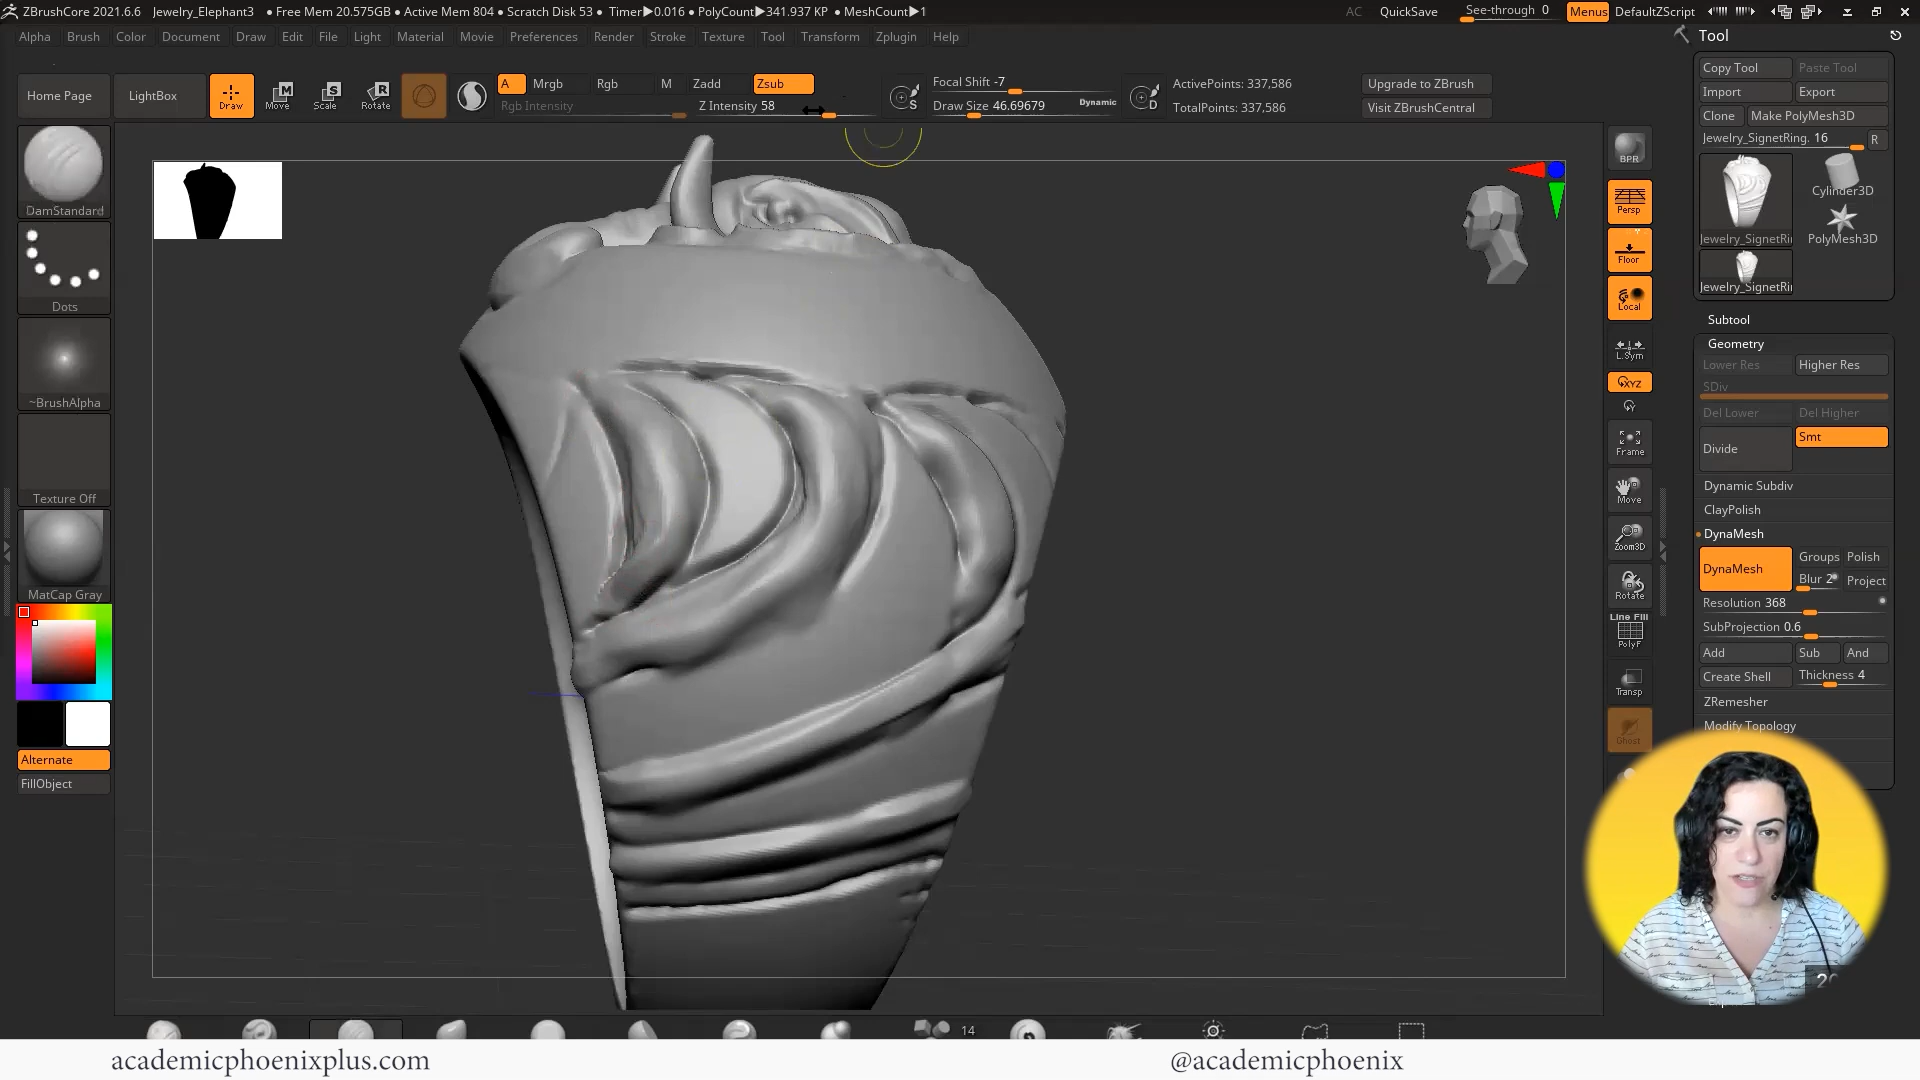 ZBrushCore 2021.6.6 Jewelry_Elephant3 • Free Mem 20.575GB • Active Mem 804 • Scratch Disk 53 • Timer▶0.016 • PolyCount▶341.937 KP • MeshCount▶1 AC QuickSave See-through 0 Menus DefaultZScript
Alpha Brush Color Document Draw Edit File Light Material Movie Preferences Render Stroke Texture Tool Transform Zplugin Help
Tool
Home Page LightBox Draw Move Scale Rotate
A Mrgb Rgb M Zadd Zsub
Rgb Intensity Z Intensity 58
S Focal Shift -7
Draw Size 46.69679 Dynamic
D ActivePoints: 337,586
TotalPoints: 337,586
Upgrade to ZBrush
Visit ZBrushCentral
Copy Tool Paste Tool
Import Export
Clone Make PolyMesh3D
Jewelry_SignetRing. 16 R
Cylinder3D
Jewelry_SignetRi PolyMesh3D
Jewelry_SignetRi
Subtool
Geometry
Lower Res Higher Res
SDiv
Del Lower Del Higher
Divide Smt
Dynamic Subdiv
ClayPolish
DynaMesh
DynaMesh Groups Polish
Blur 2 Project
Resolution 368
SubProjection 0.6
Add Sub And
Create Shell Thickness 4
ZRemesher
Modify Topology
DamStandard
Dots
~BrushAlpha
Texture Off
MatCap Gray
Alternate
FillObject
BPR
Persp
Floor
Local
L.Sym
XYZ
Frame
Move
Zoom3D
Rotate
Line Fill
PolyF
Transp
Ghost
14
academicphoenixplus.com
@academicphoenix